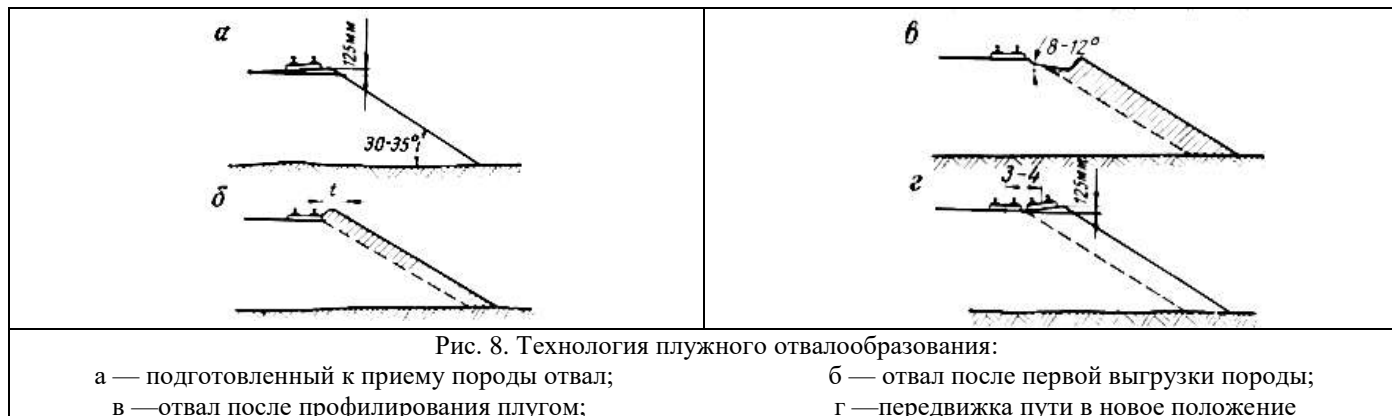 а
125мм
30-35°
б
t
в
8-12°
г
3-4
125мм
Рис. 8. Технология плужного отвалообразования:
а — подготовленный к приему породы отвал;
б — отвал после первой выгрузки породы;
в —отвал после профилирования плугом;
г —передвижка пути в новое положение